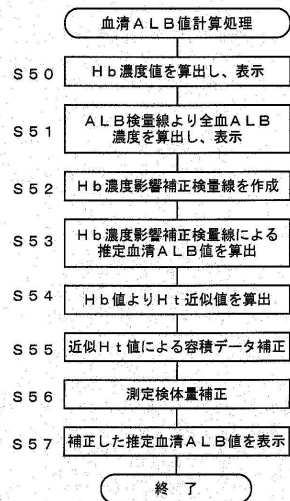 血清ＡＬＢ値計算処理
Ｓ５０ Ｈｂ濃度値を算出し、表示
Ｓ５１ ＡＬＢ検量線より全血ＡＬＢ
濃度を算出し、表示
Ｓ５２ Ｈｂ濃度影響補正検量線を作成
Ｓ５３ Ｈｂ濃度影響補正検量線による
推定血清ＡＬＢ値を算出
Ｓ５４ Ｈｂ値よりＨｔ近似値を算出
Ｓ５５ 近似Ｈｔ値による容積データ補正
Ｓ５６ 測定検体量補正
Ｓ５７ 補正した推定血清ＡＬＢ値を表示
終了